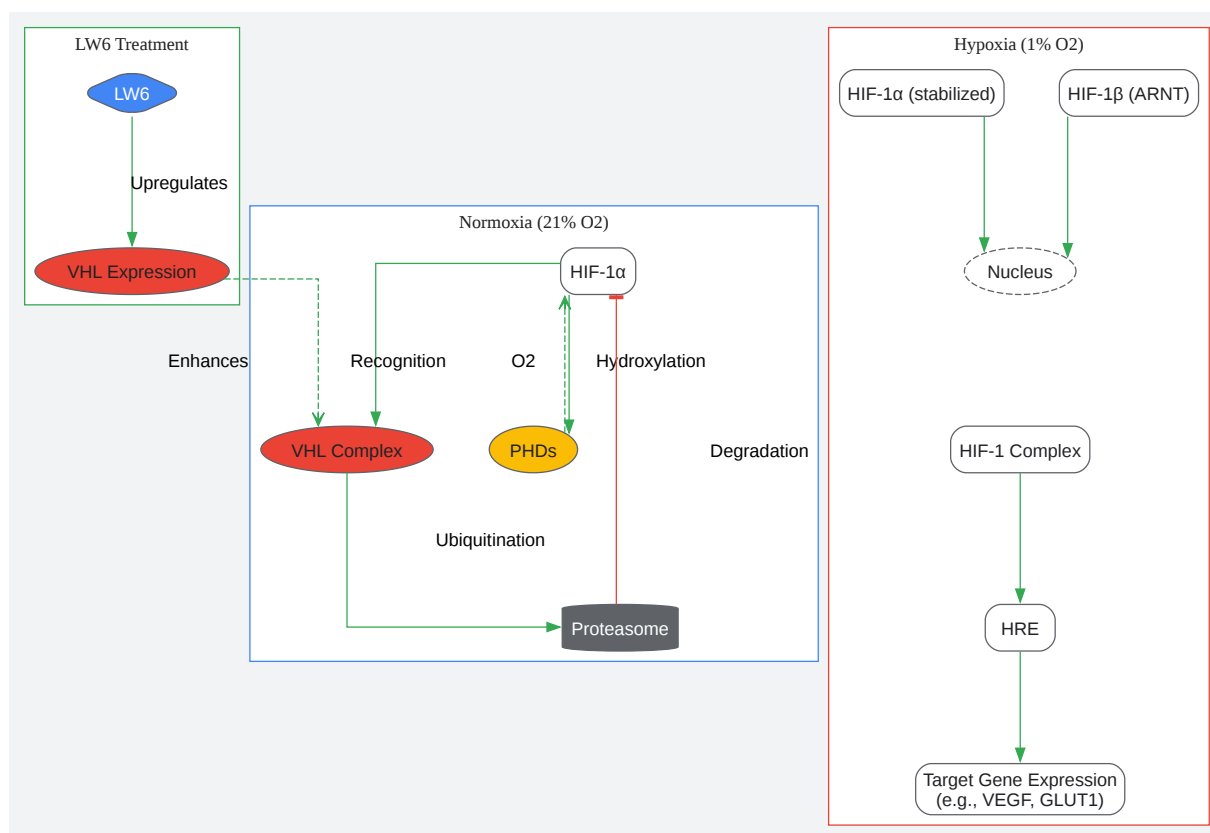 LW6 Treatment
LW6
Upregulates
VHL Expression
Enhances
Normoxia (21% O2)
HIF-1α
Recognition
O2
Hydroxylation
VHL Complex
PHDs
Degradation
Ubiquitination
Proteasome
Hypoxia (1% O2)
HIF-1α (stabilized)
HIF-1β (ARNT)
Nucleus
HIF-1 Complex
HRE
Target Gene Expression
(e.g., VEGF, GLUT1)